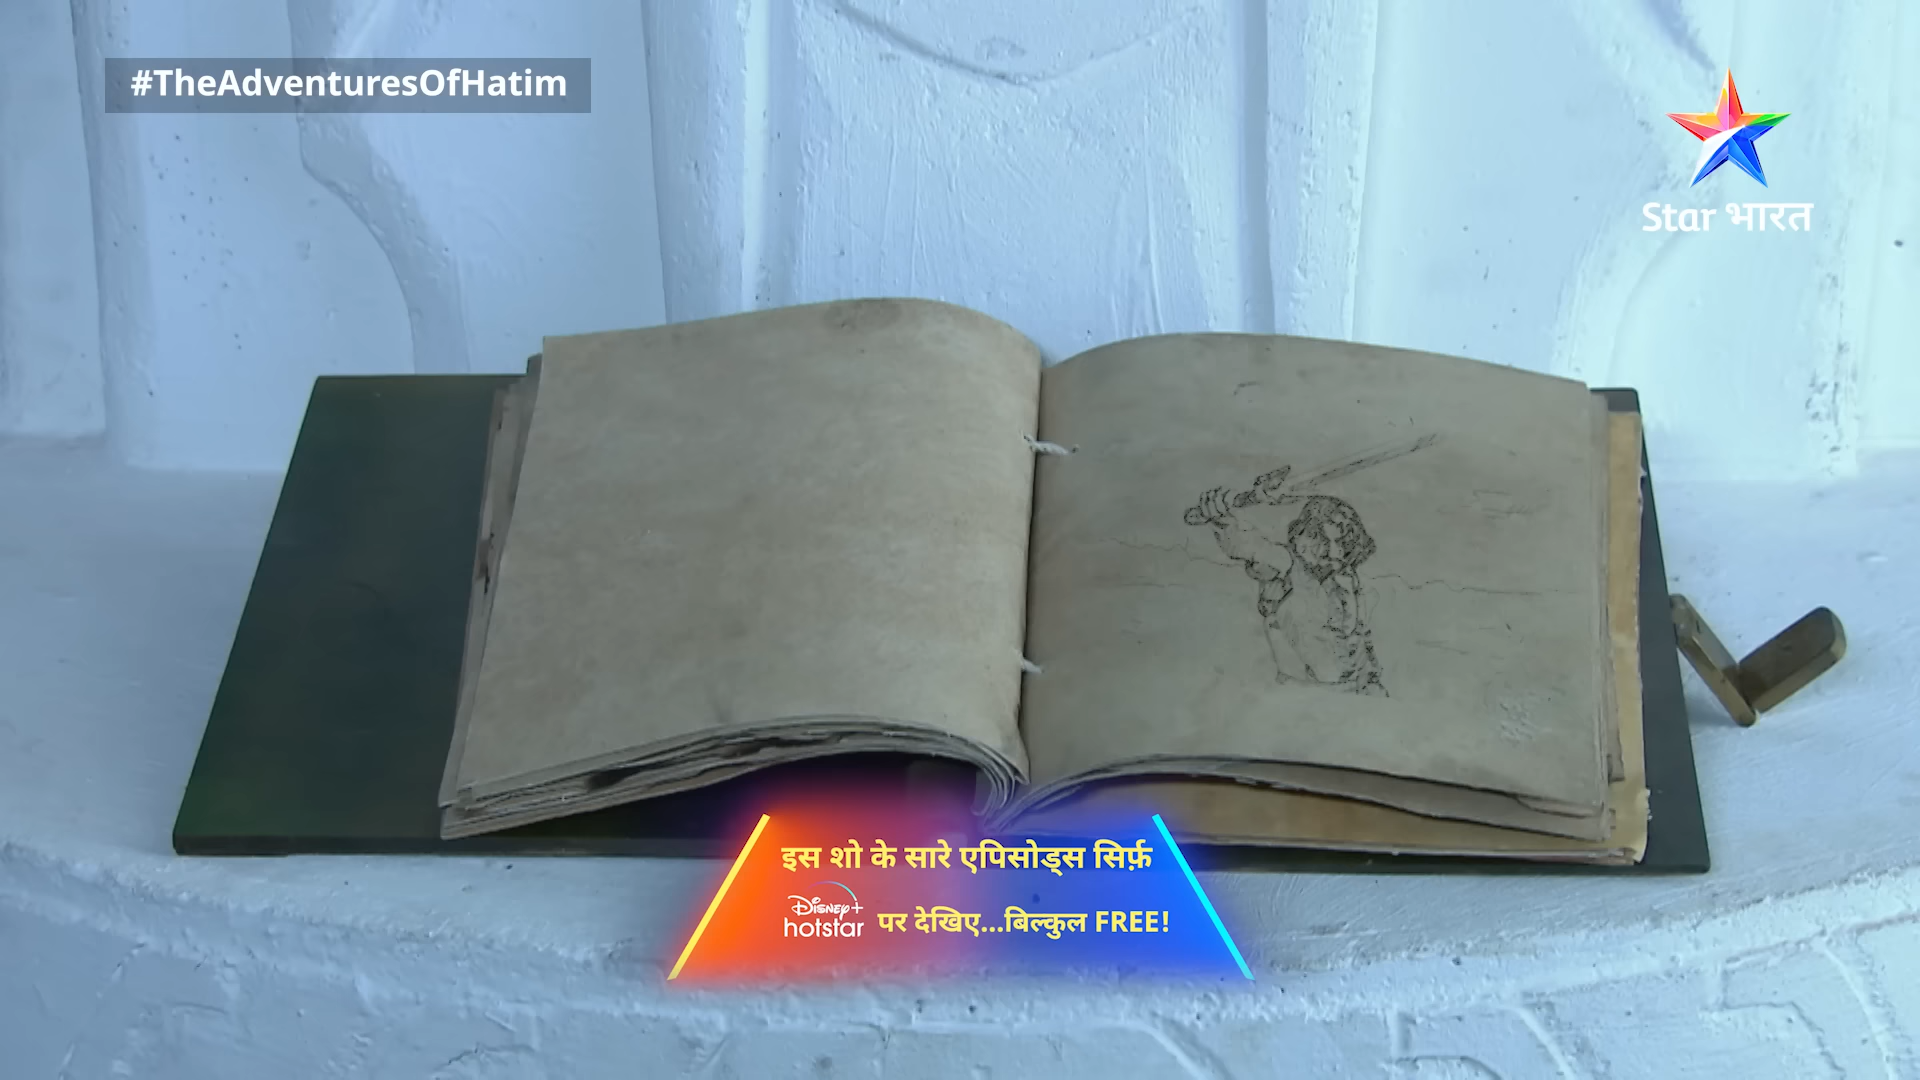 #TheAdventuresOfHatim
Star भारत
इस शो के सारे एपिसोड्स सिर्फ़
Disney+ hotstar पर देखिए...बिल्कुल FREE!